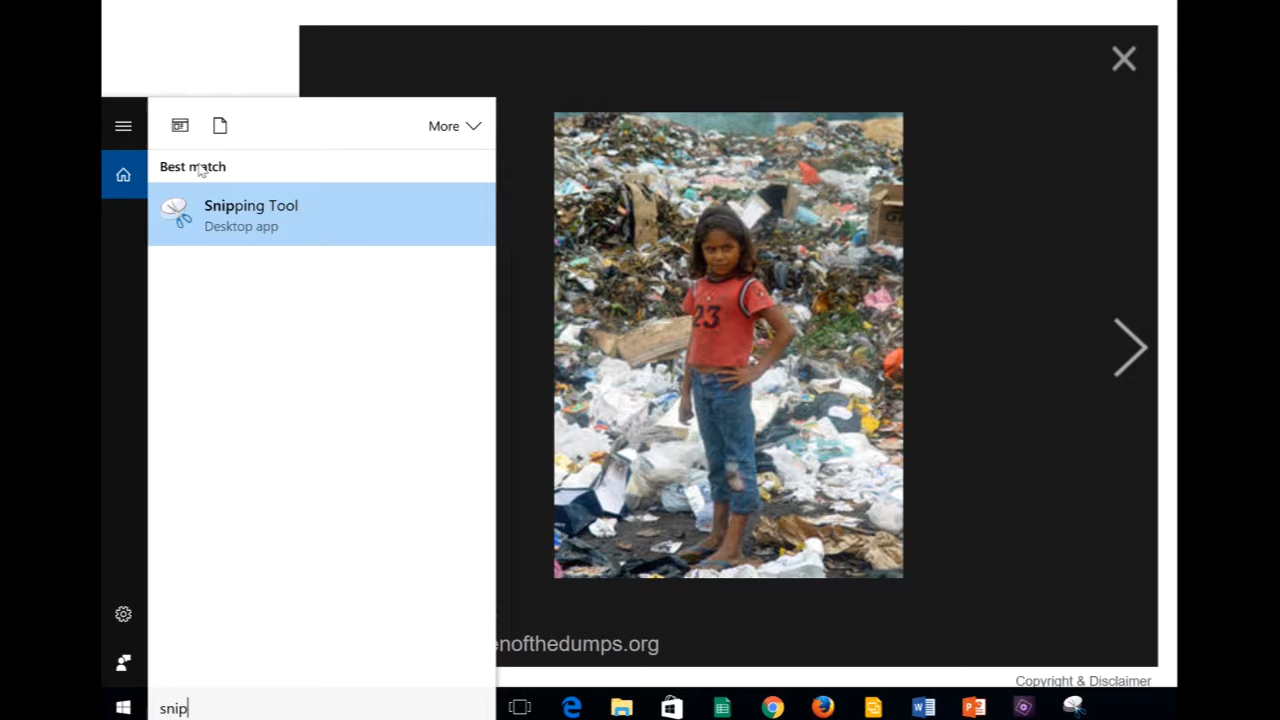 More
Best match
Snipping Tool
Desktop app
23
enofthedumps.org
Copyright & Disclaimer
snip